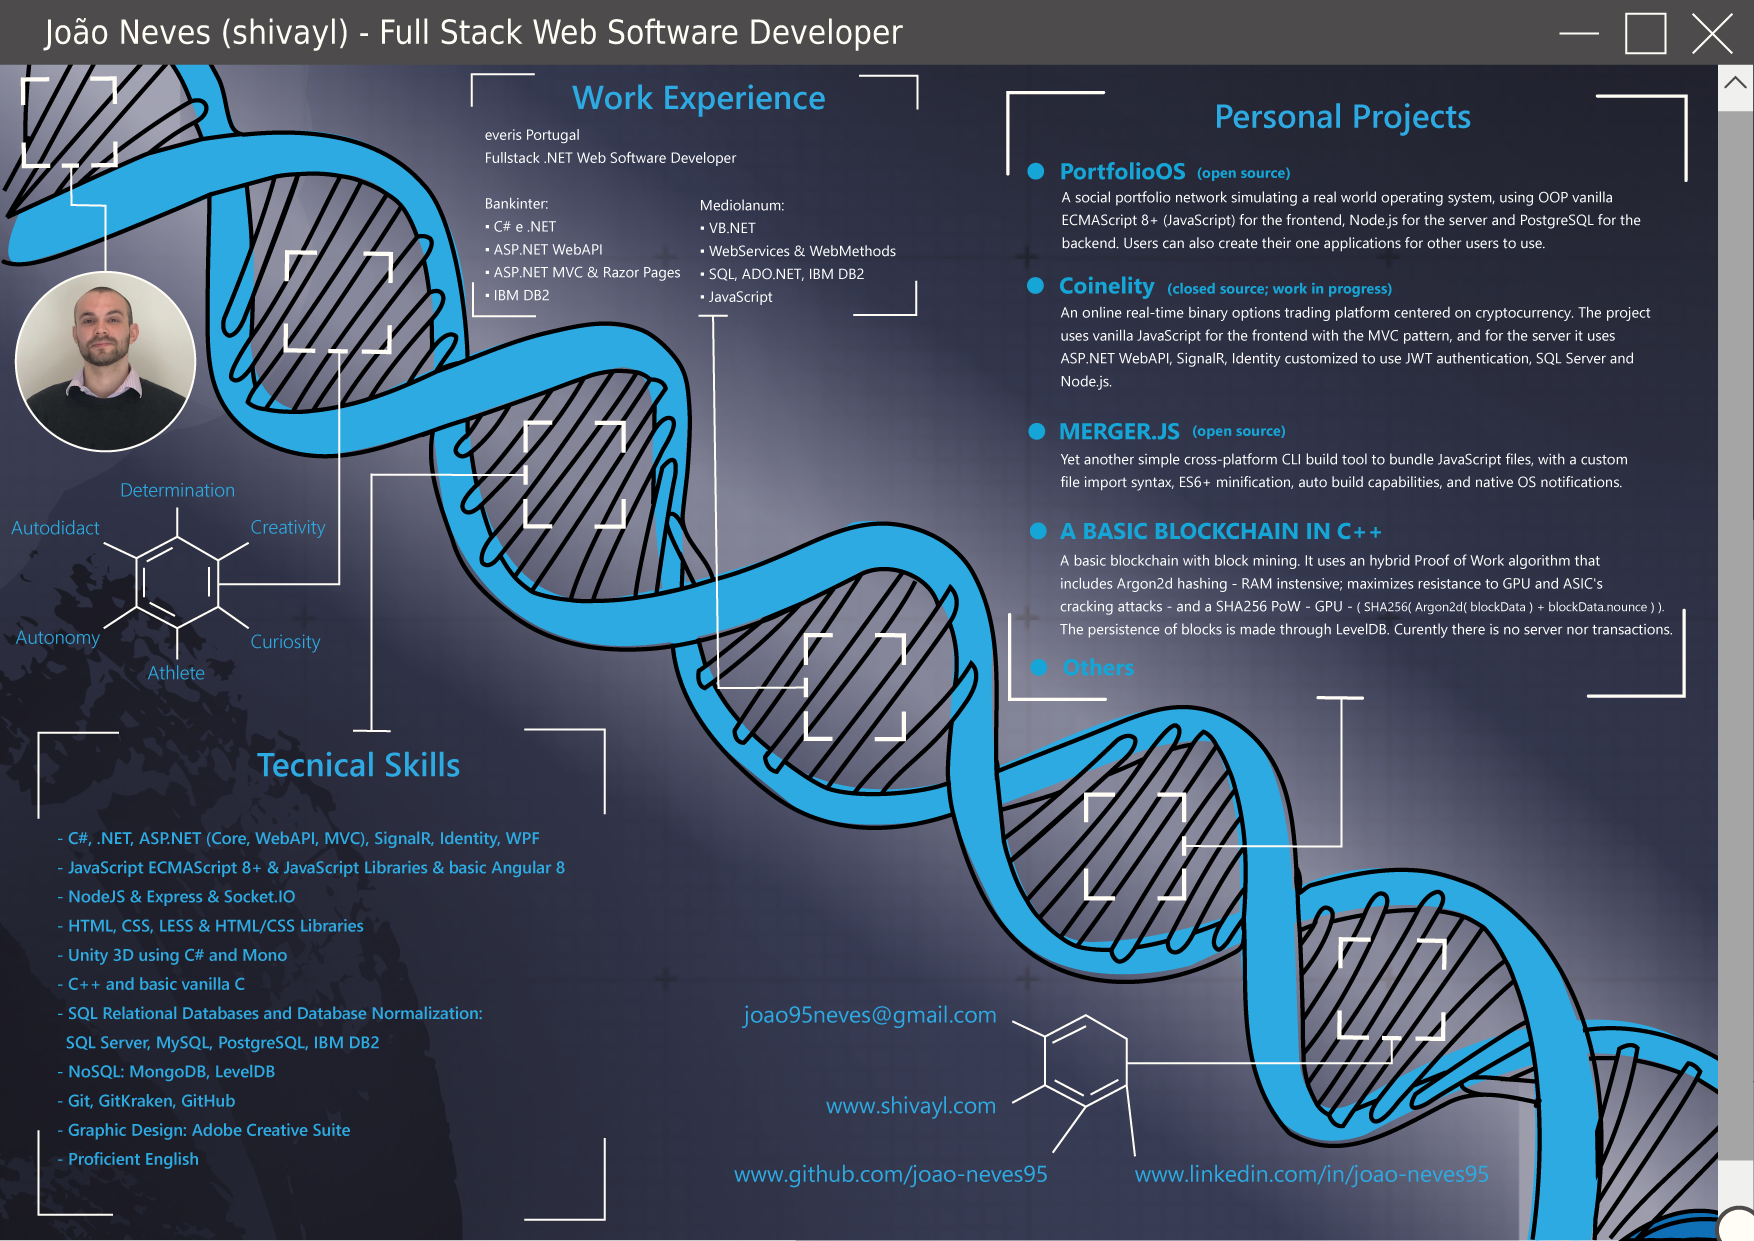 João Neves (shivayl) - Full Stack Web Software Developer
Work Experience
everis Portugal
Fullstack .NET Web Software Developer
Bankinter:
▪ C# e .NET
▪ ASP.NET WebAPI
▪ ASP.NET MVC & Razor Pages
▪ IBM DB2
Mediolanum:
▪ VB.NET
▪ WebServices & WebMethods
▪ SQL, ADO.NET, IBM DB2
▪ JavaScript
Personal Projects
● PortfolioOS (open source)
A social portfolio network simulating a real world operating system, using OOP vanilla
ECMAScript 8+ (JavaScript) for the frontend, Node.js for the server and PostgreSQL for the
backend. Users can also create their one applications for other users to use.
● Coinelity (closed source; work in progress)
An online real-time binary options trading platform centered on cryptocurrency. The project
uses vanilla JavaScript for the frontend with the MVC pattern, and for the server it uses
ASP.NET WebAPI, SignalR, Identity customized to use JWT authentication, SQL Server and
Node.js.
● MERGER.JS (open source)
Yet another simple cross-platform CLI build tool to bundle JavaScript files, with a custom
file import syntax, ES6+ minification, auto build capabilities, and native OS notifications.
● A BASIC BLOCKCHAIN IN C++
A basic blockchain with block mining. It uses an hybrid Proof of Work algorithm that
includes Argon2d hashing - RAM instensive; maximizes resistance to GPU and ASIC's
cracking attacks - and a SHA256 PoW - GPU - ( SHA256( Argon2d( blockData ) + blockData.nounce ) ).
The persistence of blocks is made through LevelDB. Curently there is no server nor transactions.
● Others
Determination
Autodidact
Creativity
Autonomy
Curiosity
Athlete
Tecnical Skills
- C#, .NET, ASP.NET (Core, WebAPI, MVC), SignalR, Identity, WPF
- JavaScript ECMAScript 8+ & JavaScript Libraries & basic Angular 8
- NodeJS & Express & Socket.IO
- HTML, CSS, LESS & HTML/CSS Libraries
- Unity 3D using C# and Mono
- C++ and basic vanilla C
- SQL Relational Databases and Database Normalization:
SQL Server, MySQL, PostgreSQL, IBM DB2
- NoSQL: MongoDB, LevelDB
- Git, GitKraken, GitHub
- Graphic Design: Adobe Creative Suite
- Proficient English
joao95neves@gmail.com
www.shivayl.com
www.github.com/joao-neves95
www.linkedin.com/in/joao-neves95